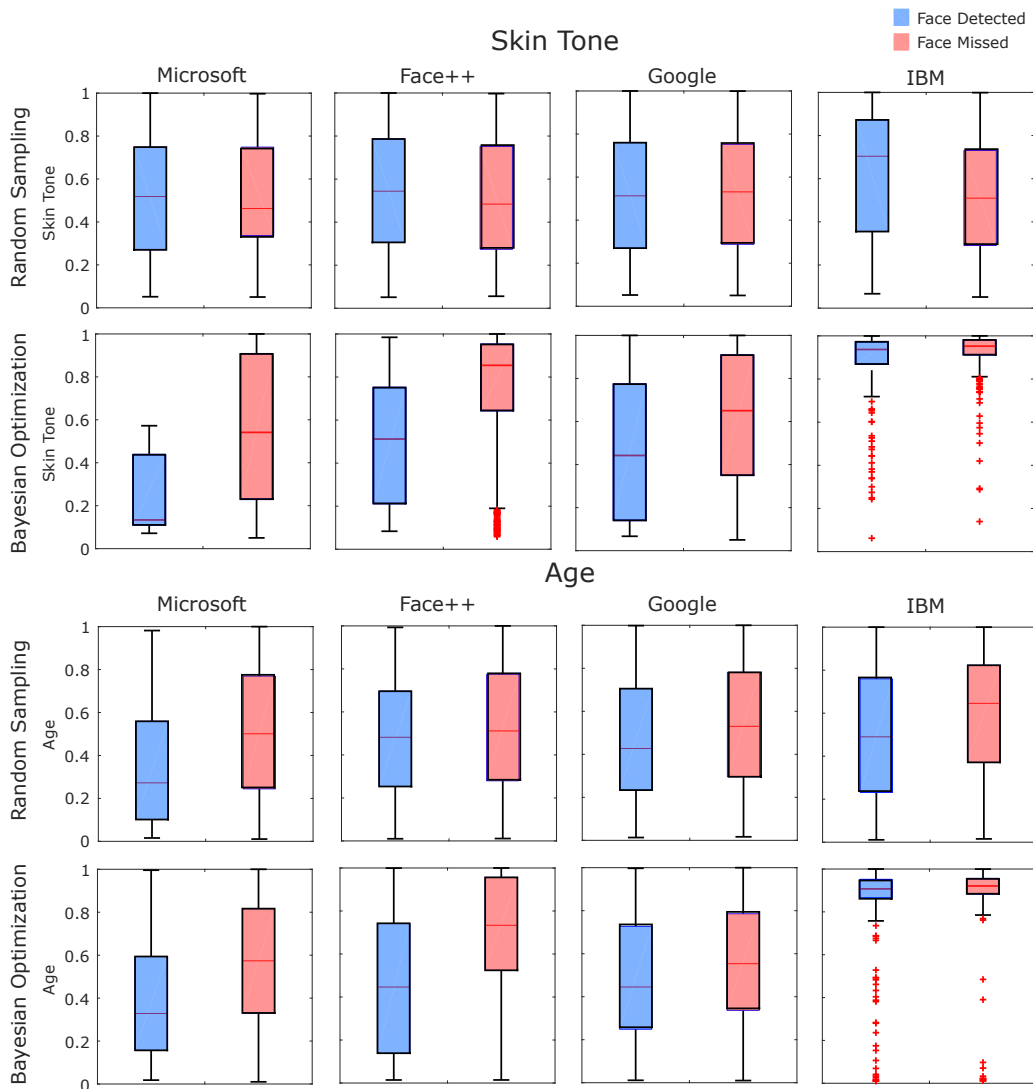 Face Detected
Face Missed
Skin Tone
Microsoft Face++ Google IBM
Random Sampling
Skin Tone
1
0.8
0.6
0.4
0.2
0
Bayesian Optimization
Skin Tone
1
0.8
0.6
0.4
0.2
0
Age
Microsoft Face++ Google IBM
Random Sampling
Age
1
0.8
0.6
0.4
0.2
0
Bayesian Optimization
Age
1
0.8
0.6
0.4
0.2
0